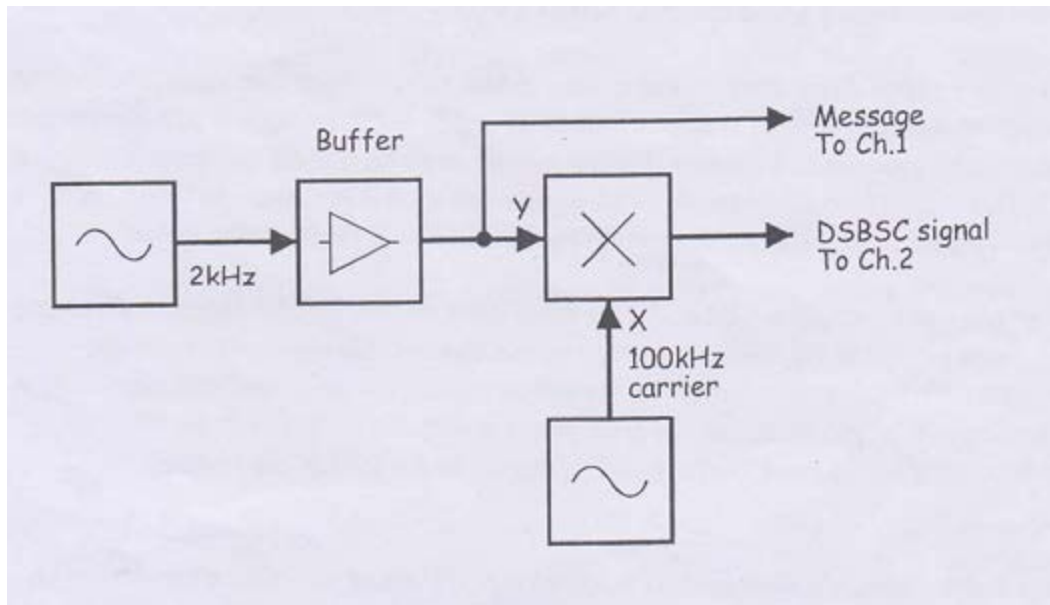 Buffer
Message
To Ch.1
Y
DSBSC signal
To Ch.2
2kHz
X
100kHz
carrier